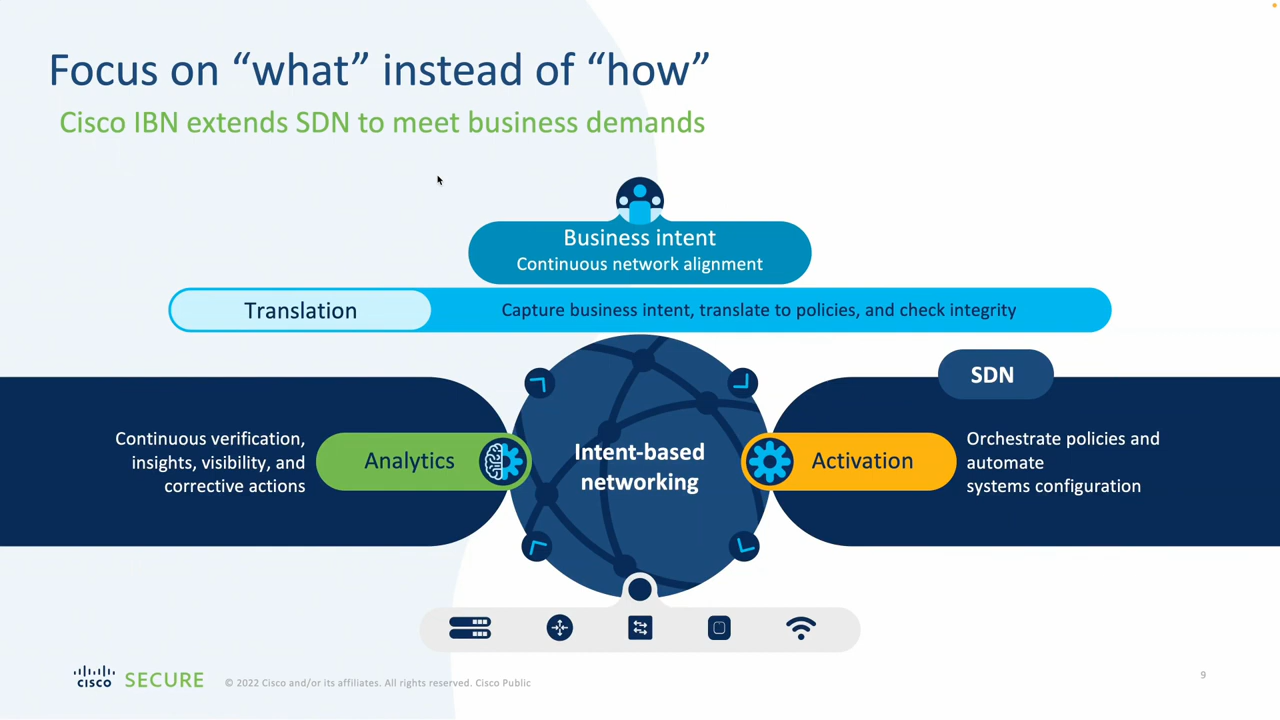 Focus on “what” instead of “how”
Cisco IBN extends SDN to meet business demands
Business intent
Continuous network alignment
Translation
Capture business intent, translate to policies, and check integrity
SDN
Continuous verification,
insights, visibility, and
corrective actions
Analytics
Intent-based
networking
Activation
Orchestrate policies and
automate
systems configuration
CISCO SECURE
© 2022 Cisco and/or its affiliates. All rights reserved. Cisco Public
9